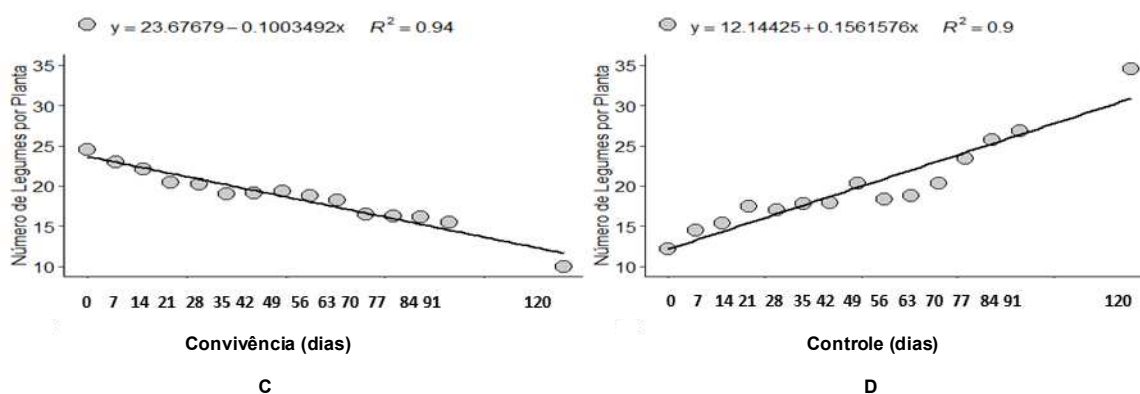 y = 23.67679 − 0.1003492x R² = 0.94
Número de Legumes por Planta
35
30
25
20
15
10
0 7 14 21 28 35 42 49 56 63 70 77 84 91 120
Convivência (dias)
C
y = 12.14425 + 0.1561576x R² = 0.9
Número de Legumes por Planta
35
30
25
20
15
10
0 7 14 21 28 35 42 49 56 63 70 77 84 91 120
Controle (dias)
D